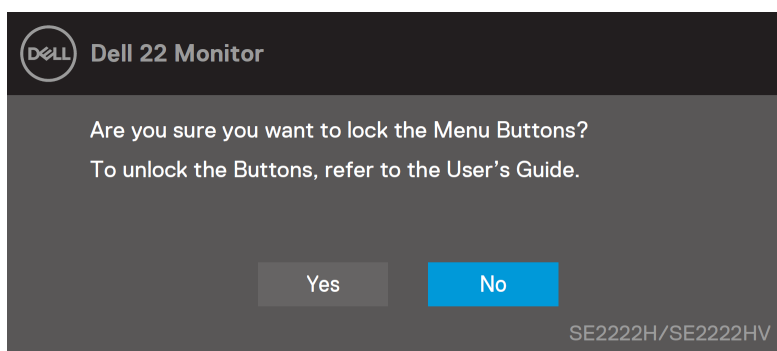 DELL Dell 22 Monitor
Are you sure you want to lock the Menu Buttons?
To unlock the Buttons, refer to the User’s Guide.
Yes No
SE2222H/SE2222HV